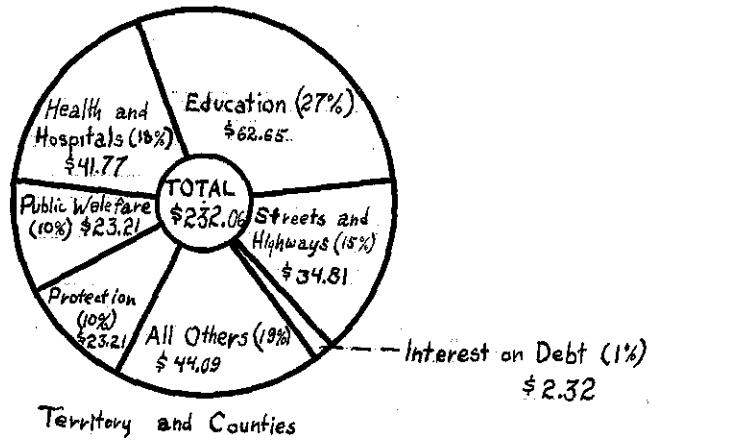 Education (27%)
$62.65
Health and
Hospitals (18%)
$41.77
TOTAL
$232.06
Public Welefare
(10%) $23.21
Streets and
Highways (15%)
$34.81
Protection
(10%)
$23.21
All Others (19%)
$44.09
Interest on Debt (1%)
$2.32
Territory and Counties